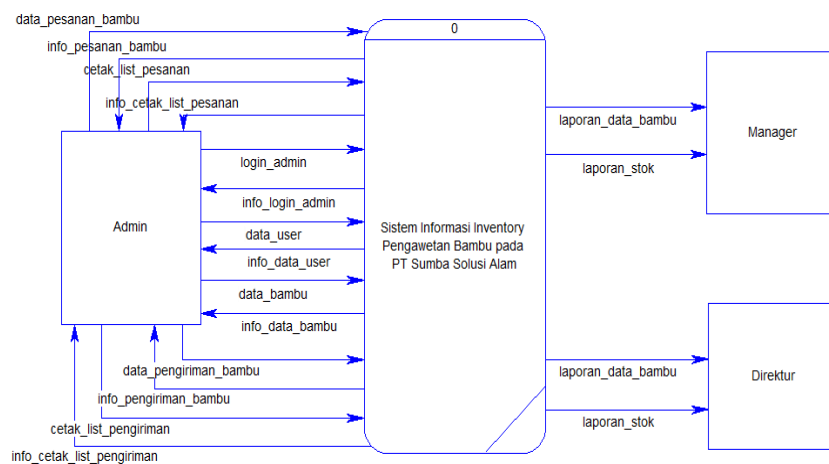 data_pesanan_bambu
info_pesanan_bambu
cetak_list_pesanan
info_cetak_list_pesanan
login_admin
info_login_admin
data_user
info_data_user
data_bambu
info_data_bambu
Admin
data_pengiriman_bambu
info_pengiriman_bambu
cetak_list_pengiriman
info_cetak_list_pengiriman
0
Sistem Informasi Inventory
Pengawetan Bambu pada
PT Sumba Solusi Alam
laporan_data_bambu
laporan_stok
Manager
laporan_data_bambu
laporan_stok
Direktur